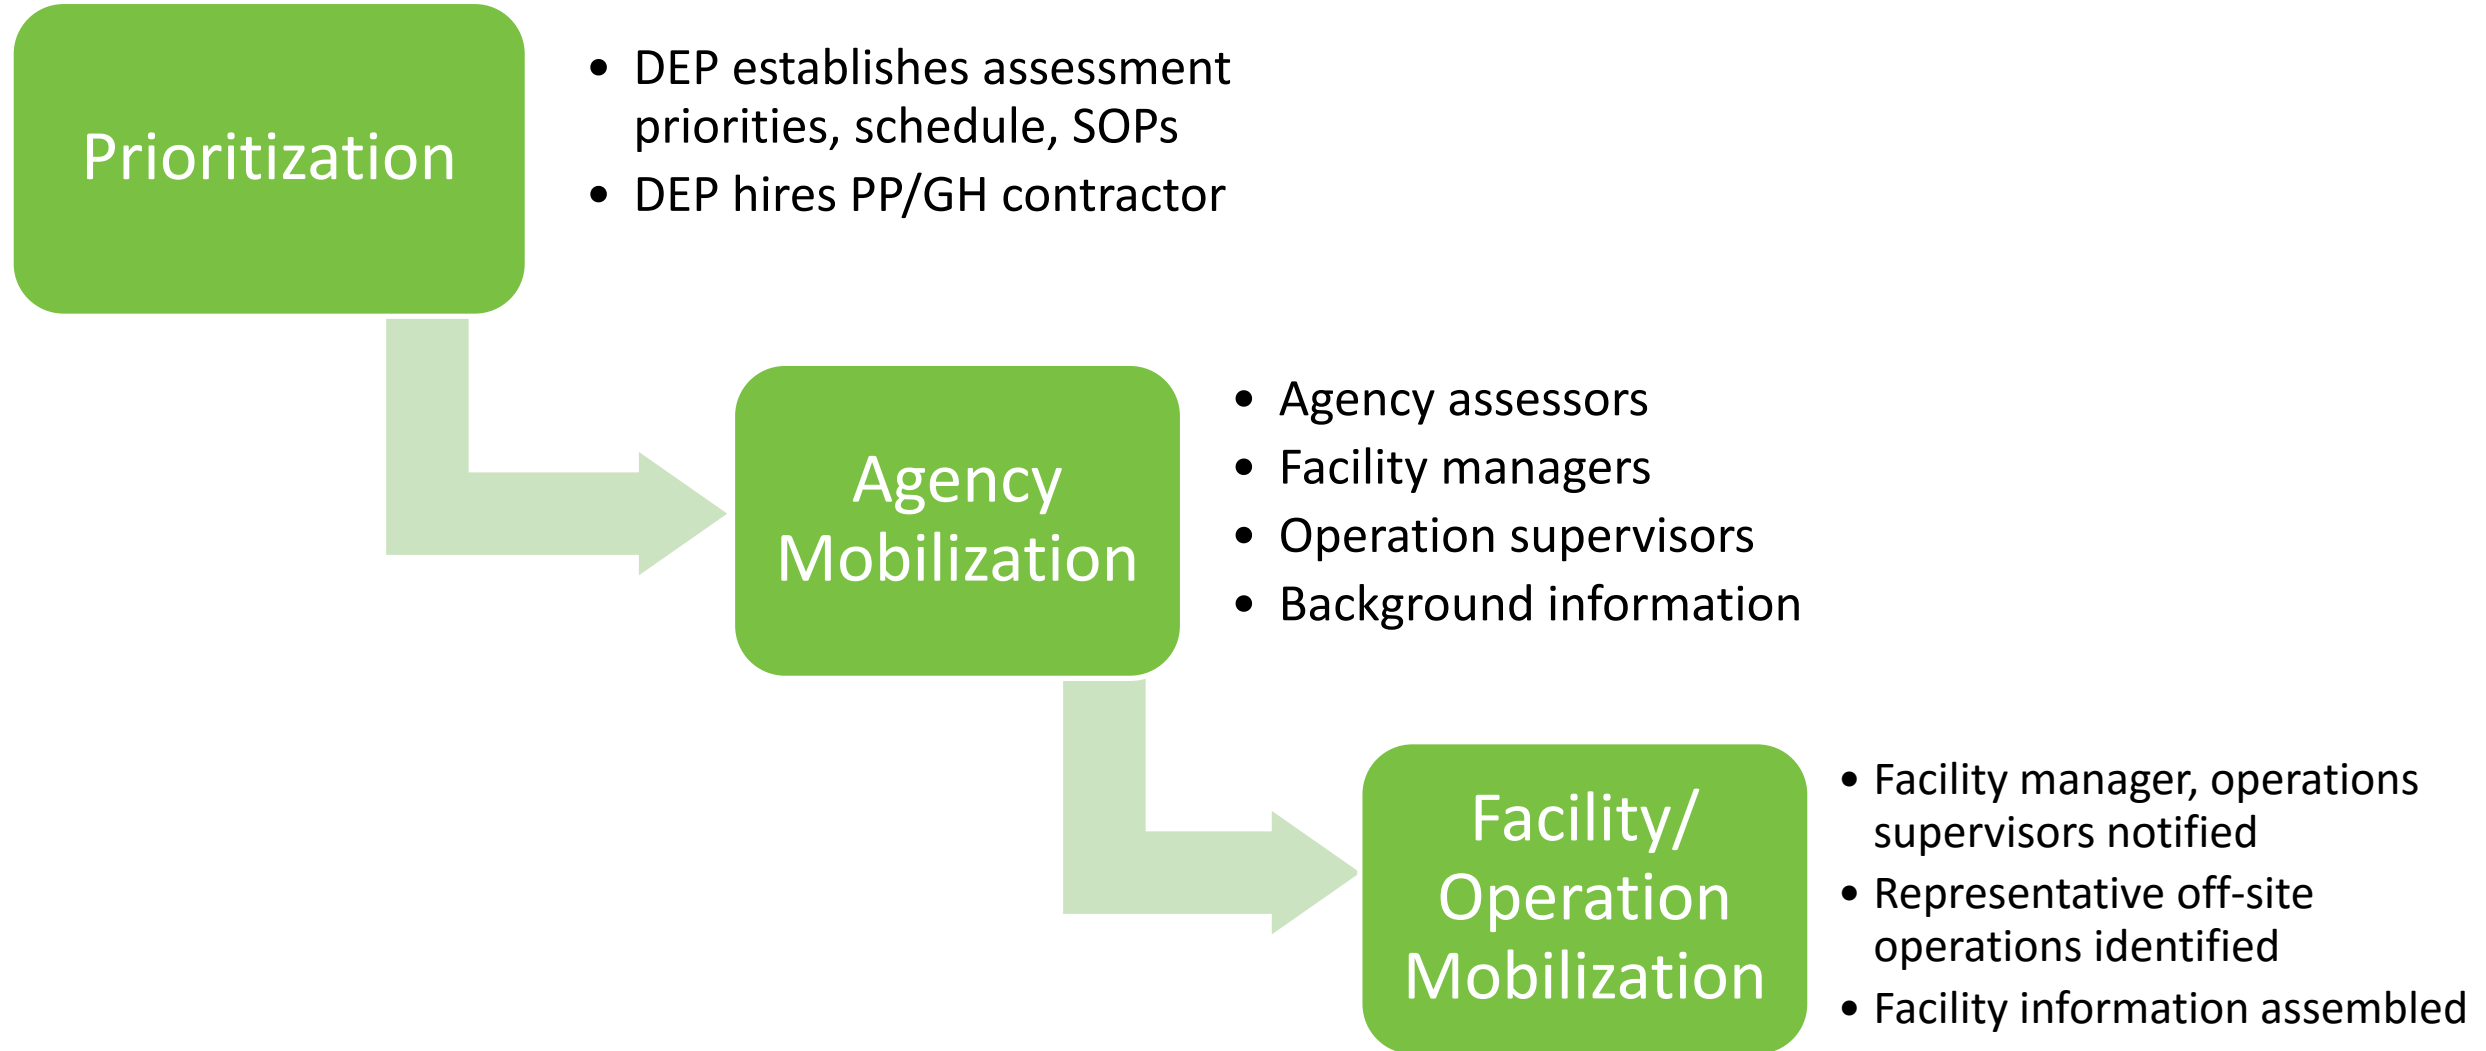 Prioritization
• DEP establishes assessment
priorities, schedule, SOPs
• DEP hires PP/GH contractor
Agency
Mobilization
• Agency assessors
• Facility managers
• Operation supervisors
• Background information
Facility/
Operation
Mobilization
• Facility manager, operations
supervisors notified
• Representative off-site
operations identified
• Facility information assembled